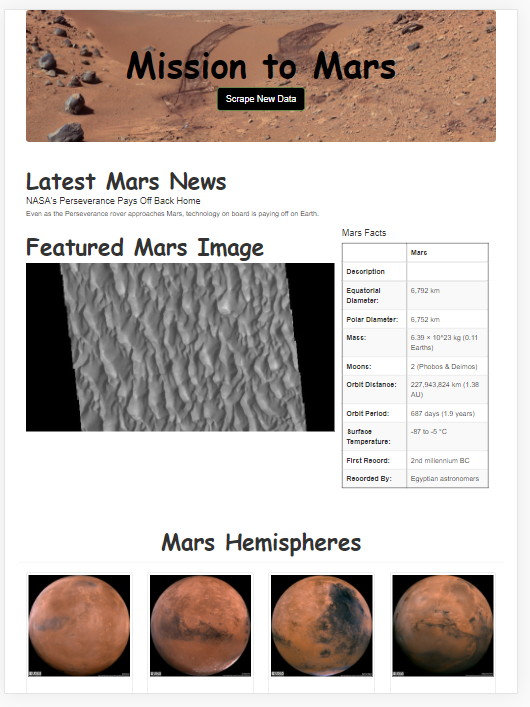 Mission to Mars
Scrape New Data
Latest Mars News
NASA's Perseverance Pays Off Back Home
Even as the Perseverance rover approaches Mars, technology on board is paying off on Earth.
Featured Mars Image
Mars Facts
Mars
Description
Equatorial
Diameter:
6,792 km
Polar Diameter:
6,752 km
Mass:
6.39 × 10^23 kg (0.11
Earths)
Moons:
2 (Phobos & Deimos)
Orbit Distance:
227,943,824 km (1.38
AU)
Orbit Period:
687 days (1.9 years)
Surface
Temperature:
-87 to -5 °C
First Record:
2nd millennium BC
Recorded By:
Egyptian astronomers
Mars Hemispheres